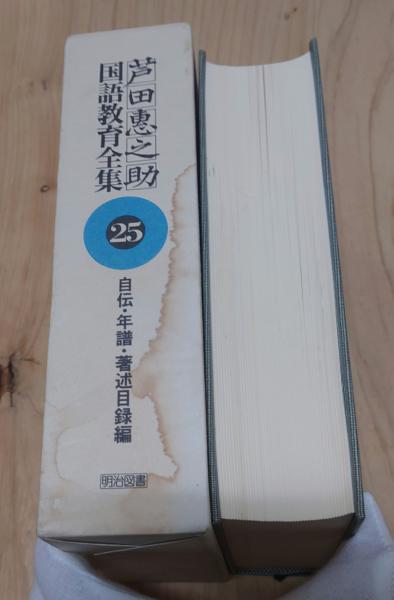 芦田惠之助
国語教育全集
25
自伝・年譜・著述目録編
明治図書